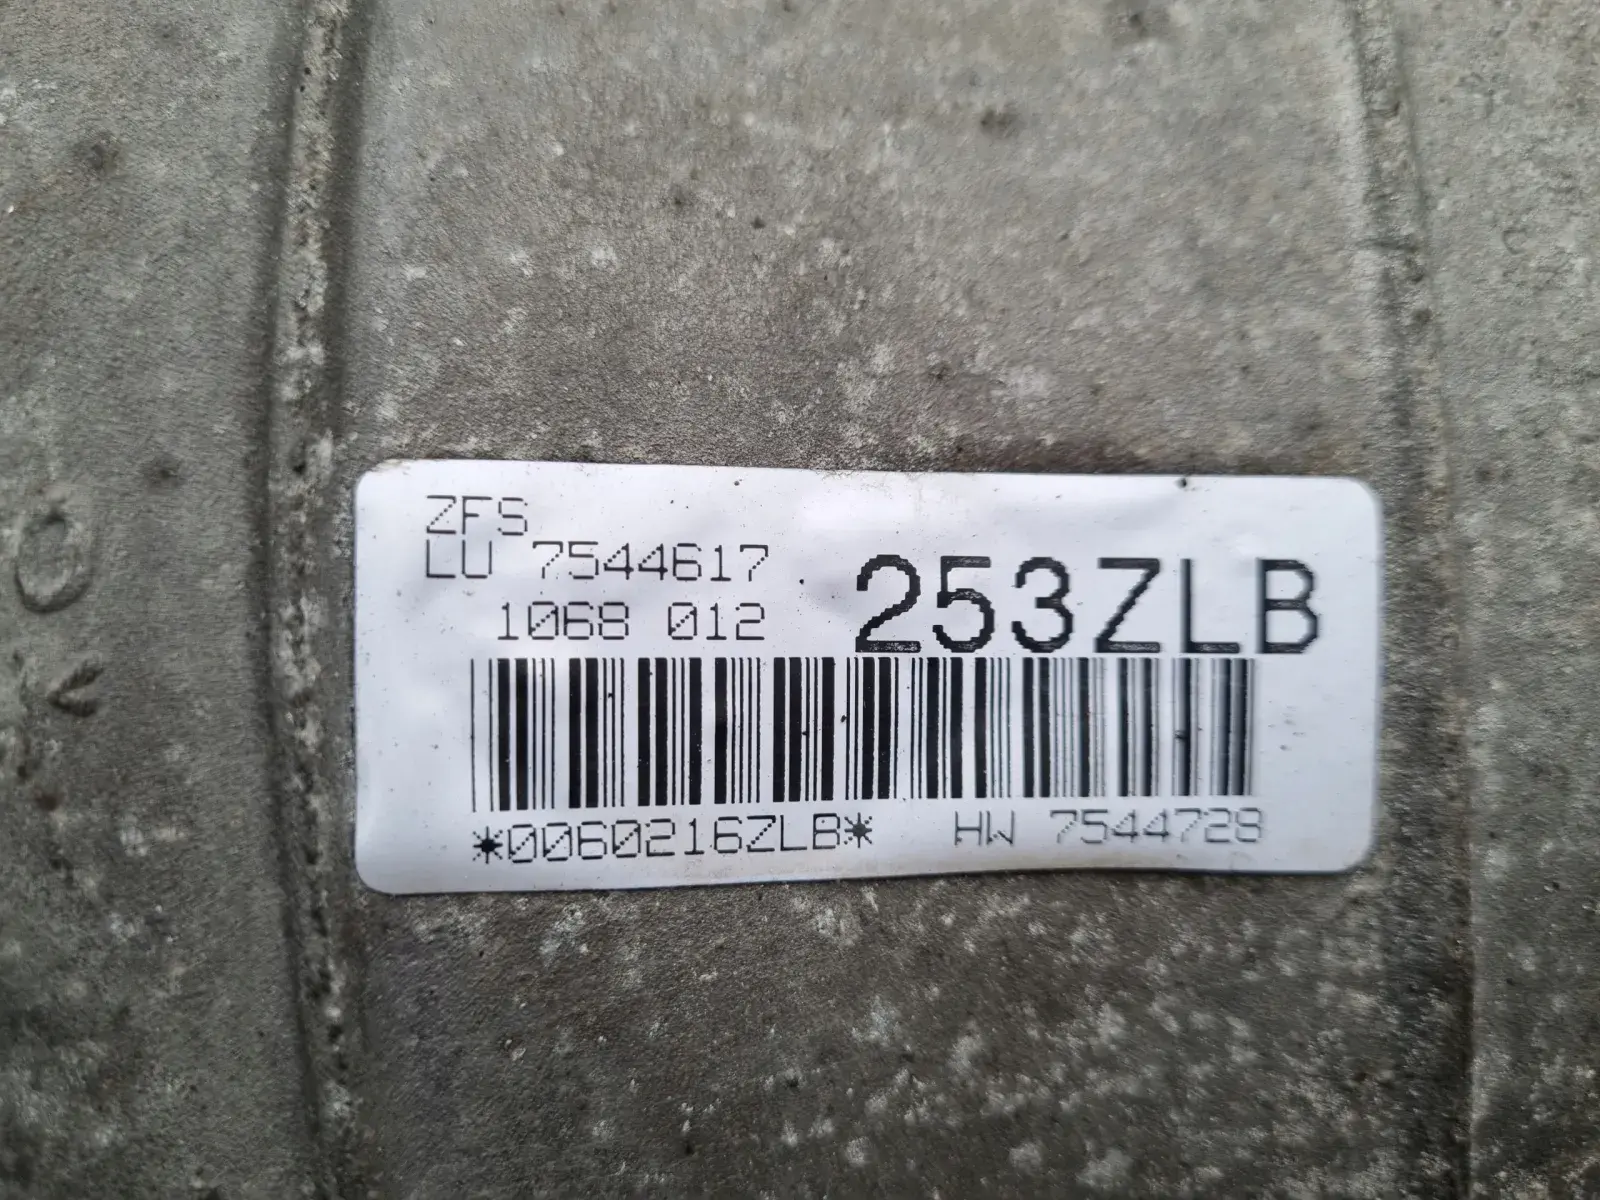 ZFS
LU 7544617
1068 012
253ZLB
*0060216ZLB* HW 7544728